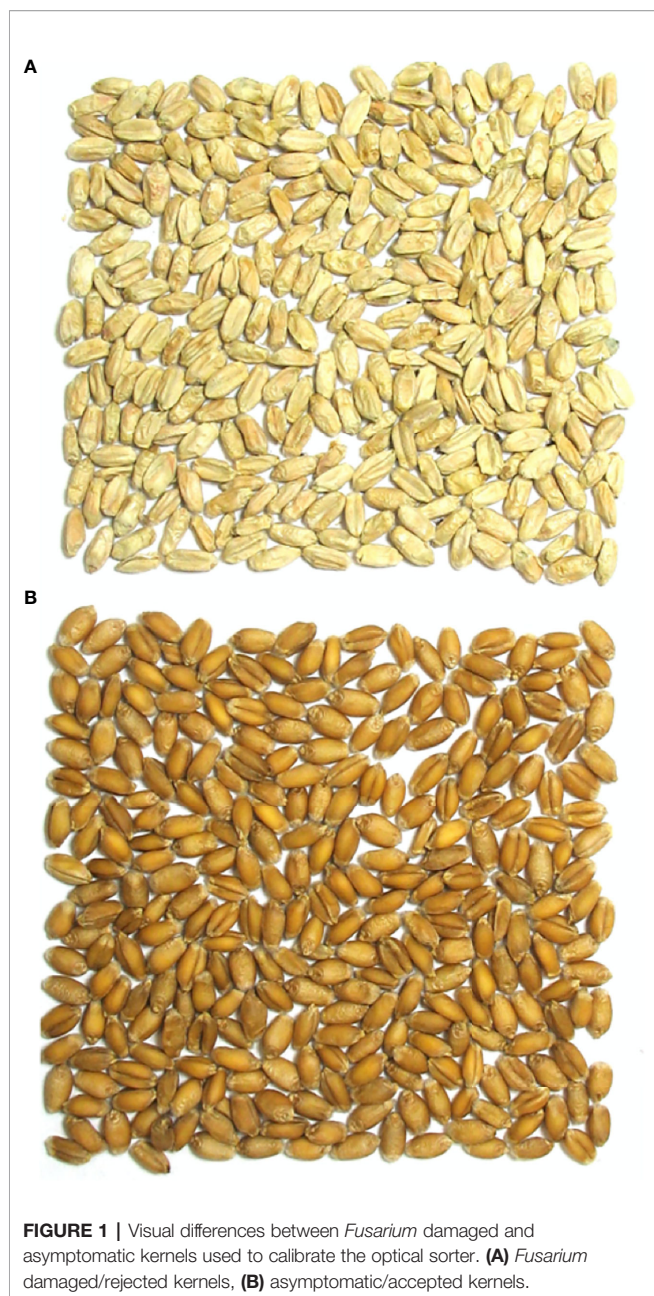 A
B
FIGURE 1 | Visual differences between Fusarium damaged and
asymptomatic kernels used to calibrate the optical sorter. (A) Fusarium
damaged/rejected kernels, (B) asymptomatic/accepted kernels.